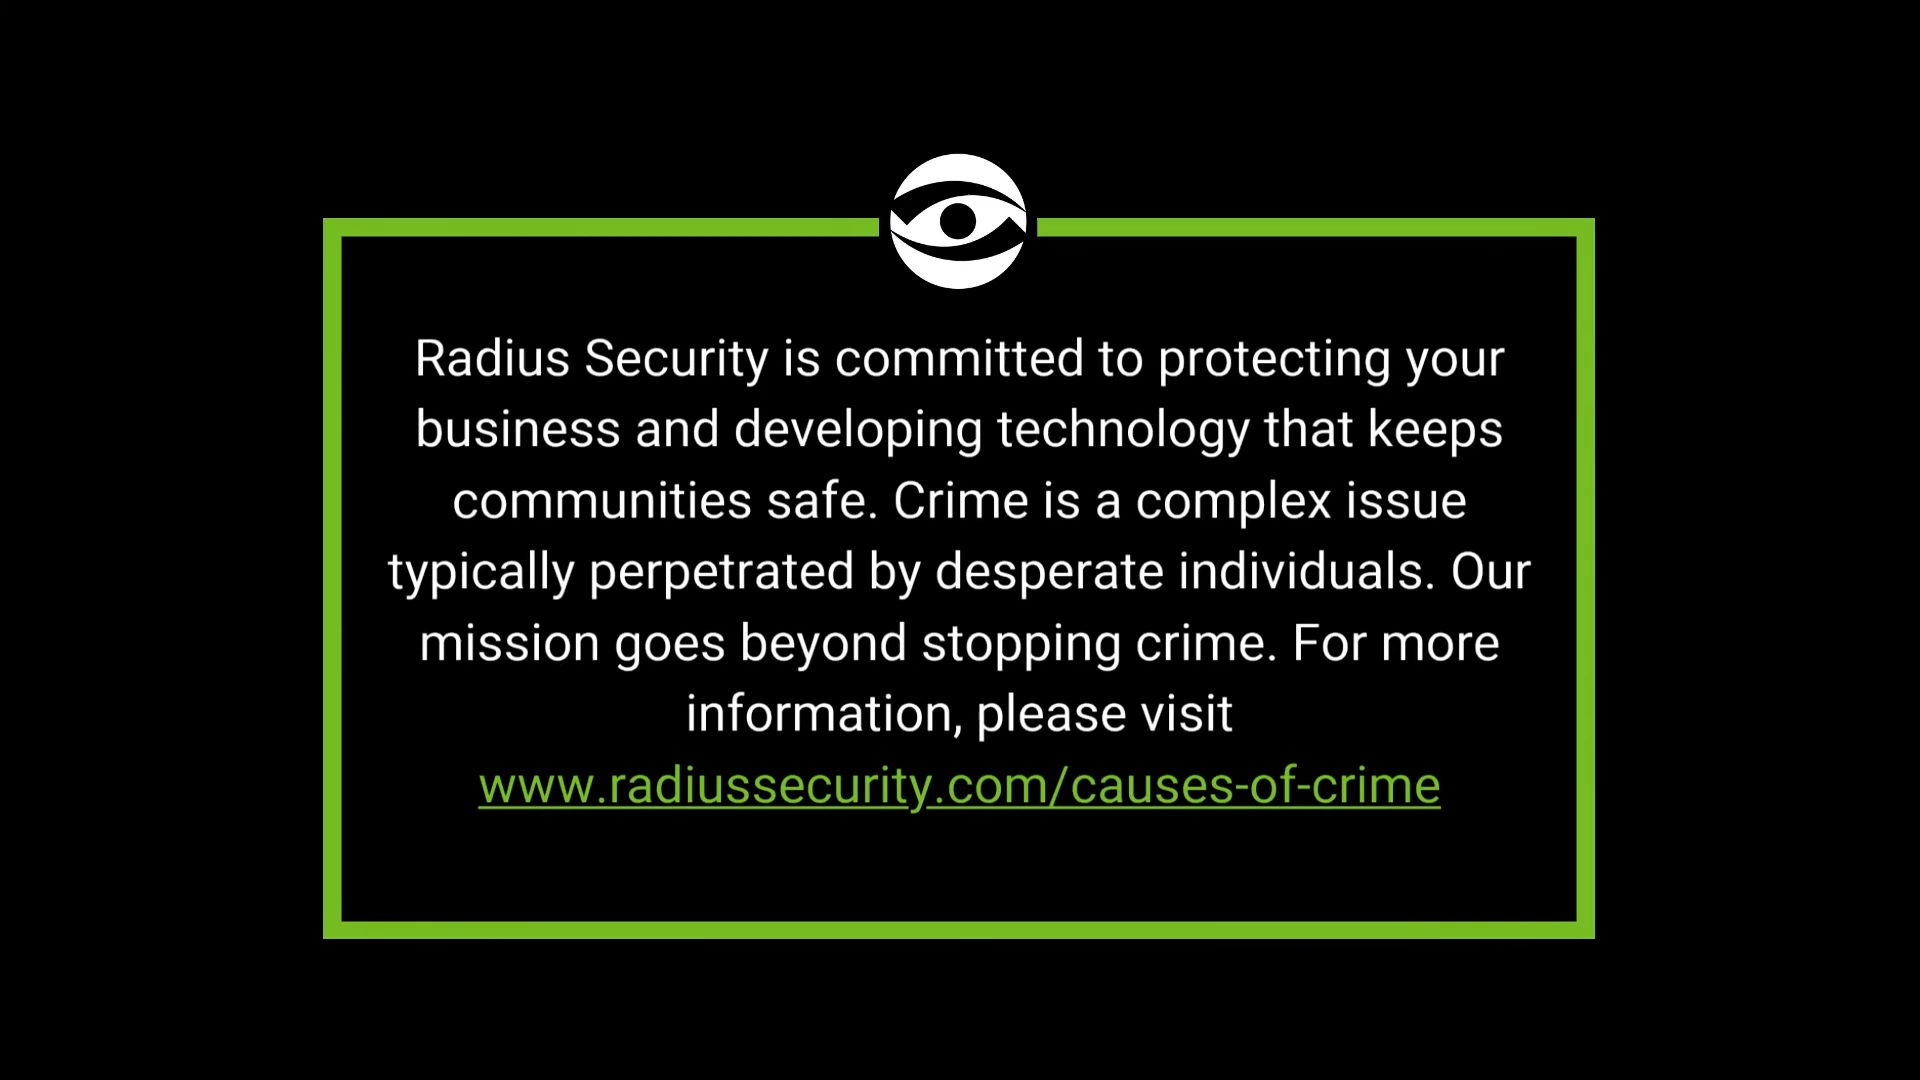 Radius Security is committed to protecting your
business and developing technology that keeps
communities safe. Crime is a complex issue
typically perpetrated by desperate individuals. Our
mission goes beyond stopping crime. For more
information, please visit
www.radiussecurity.com/causes-of-crime